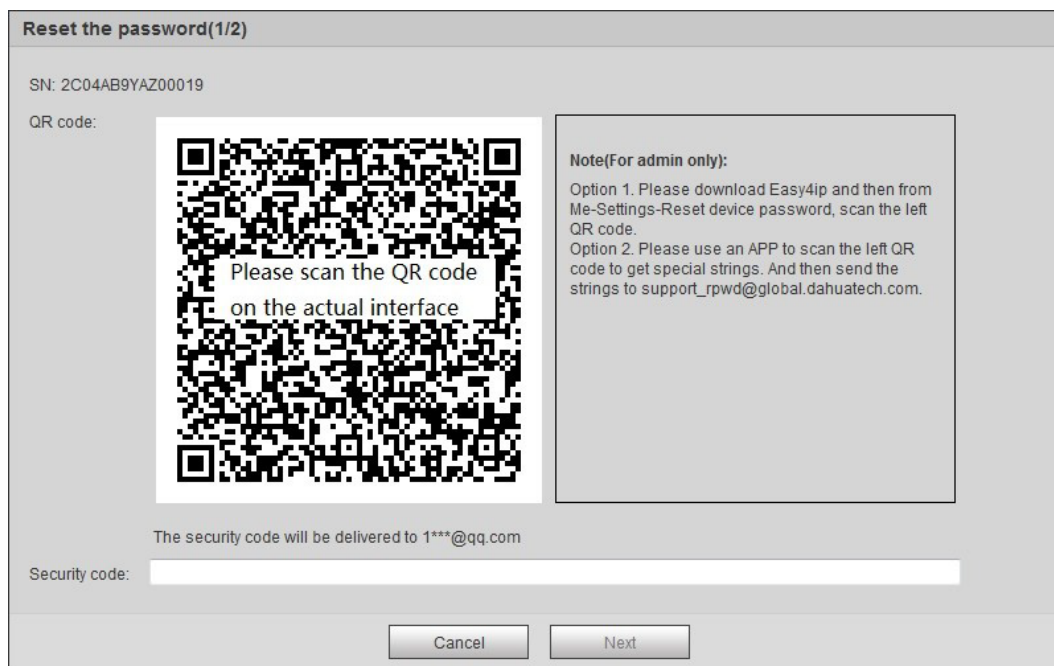 Reset the password(1/2)
SN: 2C04AB9YAZ00019
QR code:
Please scan the QR code
on the actual interface
Note(For admin only):
Option 1. Please download Easy4ip and then from
Me-Settings-Reset device password, scan the left
QR code.
Option 2. Please use an APP to scan the left QR
code to get special strings. And then send the
strings to support_rpwd@global.dahuatech.com.
The security code will be delivered to 1***@qq.com
Security code:
Cancel
Next